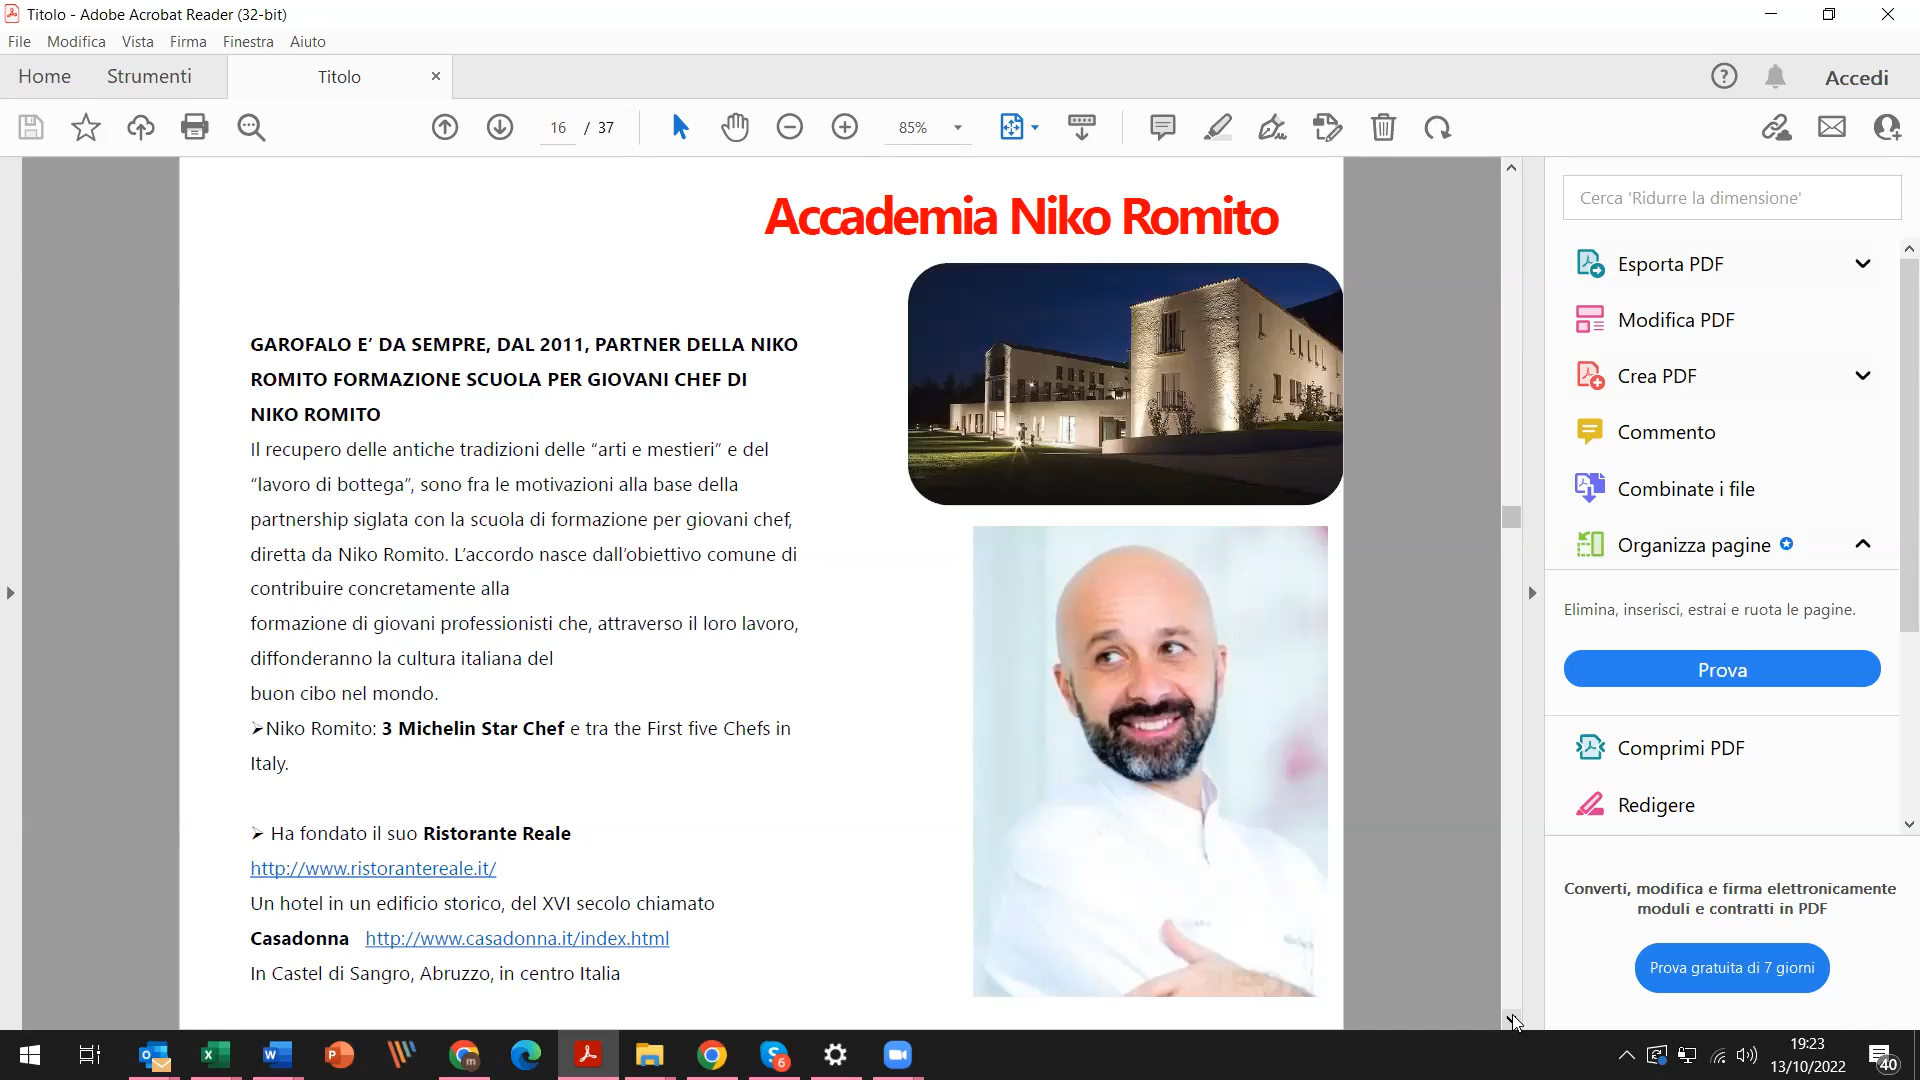 Titolo - Adobe Acrobat Reader (32-bit)
File Modifica Vista Firma Finestra Aiuto
Home Strumenti Titolo Accedi
16 / 37 85%
Accademia Niko Romito
GAROFALO E’ DA SEMPRE, DAL 2011, PARTNER DELLA NIKO
ROMITO FORMAZIONE SCUOLA PER GIOVANI CHEF DI
NIKO ROMITO
Il recupero delle antiche tradizioni delle “arti e mestieri” e del
“lavoro di bottega”, sono fra le motivazioni alla base della
partnership siglata con la scuola di formazione per giovani chef,
diretta da Niko Romito. L’accordo nasce dall’obiettivo comune di
contribuire concretamente alla
formazione di giovani professionisti che, attraverso il loro lavoro,
diffonderanno la cultura italiana del
buon cibo nel mondo.
➢Niko Romito: 3 Michelin Star Chef e tra the First five Chefs in
Italy.
➢ Ha fondato il suo Ristorante Reale
http://www.ristorantereale.it/
Un hotel in un edificio storico, del XVI secolo chiamato
Casadonna http://www.casadonna.it/index.html
In Castel di Sangro, Abruzzo, in centro Italia
Cerca 'Ridurre la dimensione'
Esporta PDF
Modifica PDF
Crea PDF
Commento
Combinate i file
Organizza pagine
Elimina, inserisci, estrai e ruota le pagine.
Prova
Comprimi PDF
Redigere
Converti, modifica e firma elettronicamente
moduli e contratti in PDF
Prova gratuita di 7 giorni
19:23
13/10/2022
40
6